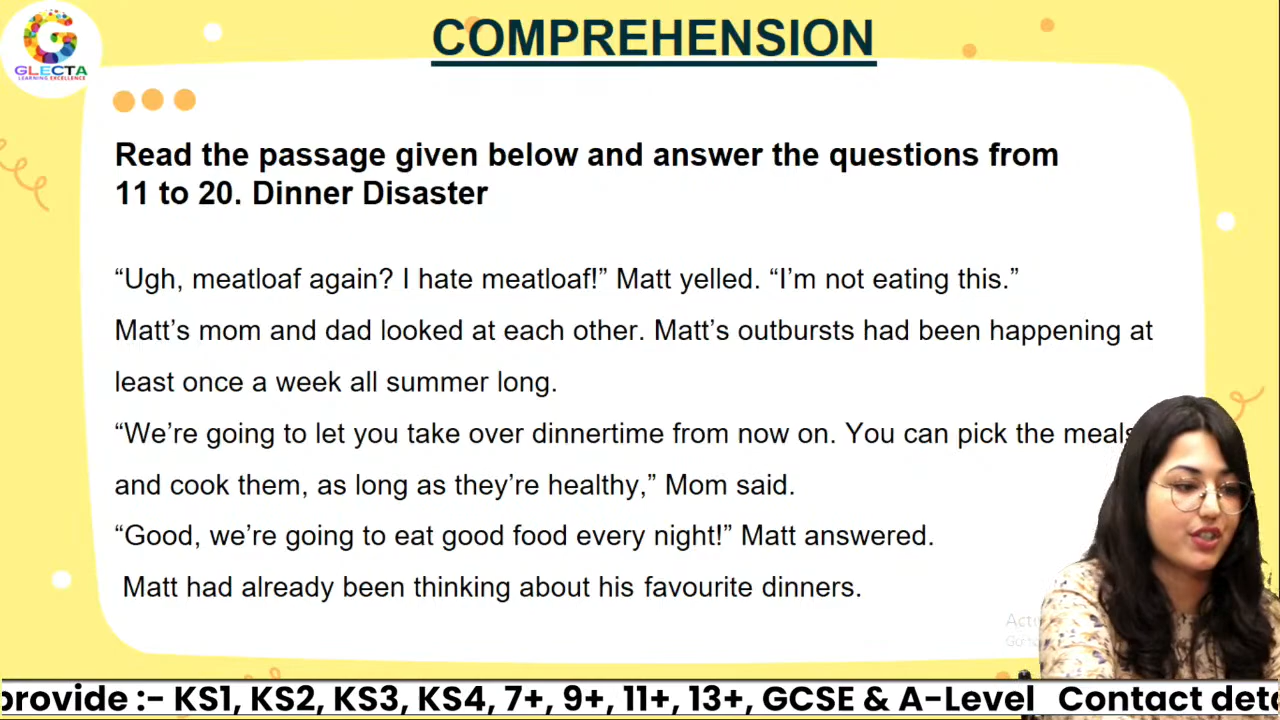 COMPREHENSION
GLECTA
LEARNING EXCELLENCE
Read the passage given below and answer the questions from
11 to 20. Dinner Disaster
“Ugh, meatloaf again? I hate meatloaf!” Matt yelled. “I’m not eating this.”
Matt’s mom and dad looked at each other. Matt’s outbursts had been happening at
least once a week all summer long.
“We’re going to let you take over dinnertime from now on. You can pick the meals
and cook them, as long as they’re healthy,” Mom said.
“Good, we’re going to eat good food every night!” Matt answered.
Matt had already been thinking about his favourite dinners.
provide :- KS1, KS2, KS3, KS4, 7+, 9+, 11+, 13+, GCSE & A-Level Contact